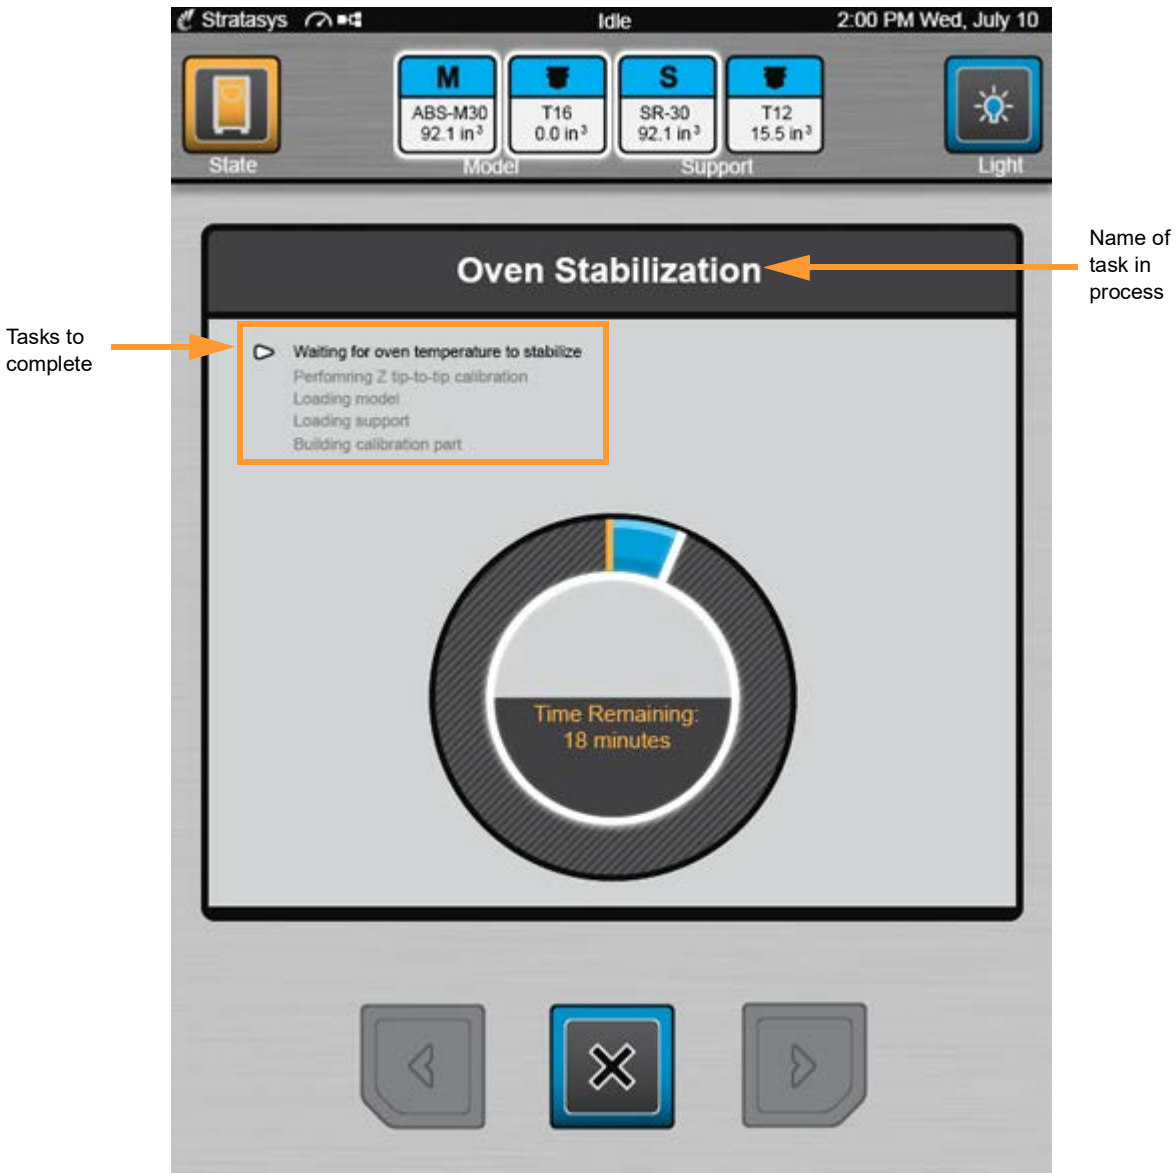 Stratasys
Idle
2:00 PM Wed, July 10
M
S
ABS-M30
92.1 in³
T16
0.0 in³
SR-30
92.1 in³
T12
15.5 in³
State
Model
Support
Light
Oven Stabilization
Name of
task in
process
Tasks to
complete
Waiting for oven temperature to stabilize
Perfomring Z tip-to-tip calibration
Loading model
Loading support
Building calibration part
Time Remaining:
18 minutes